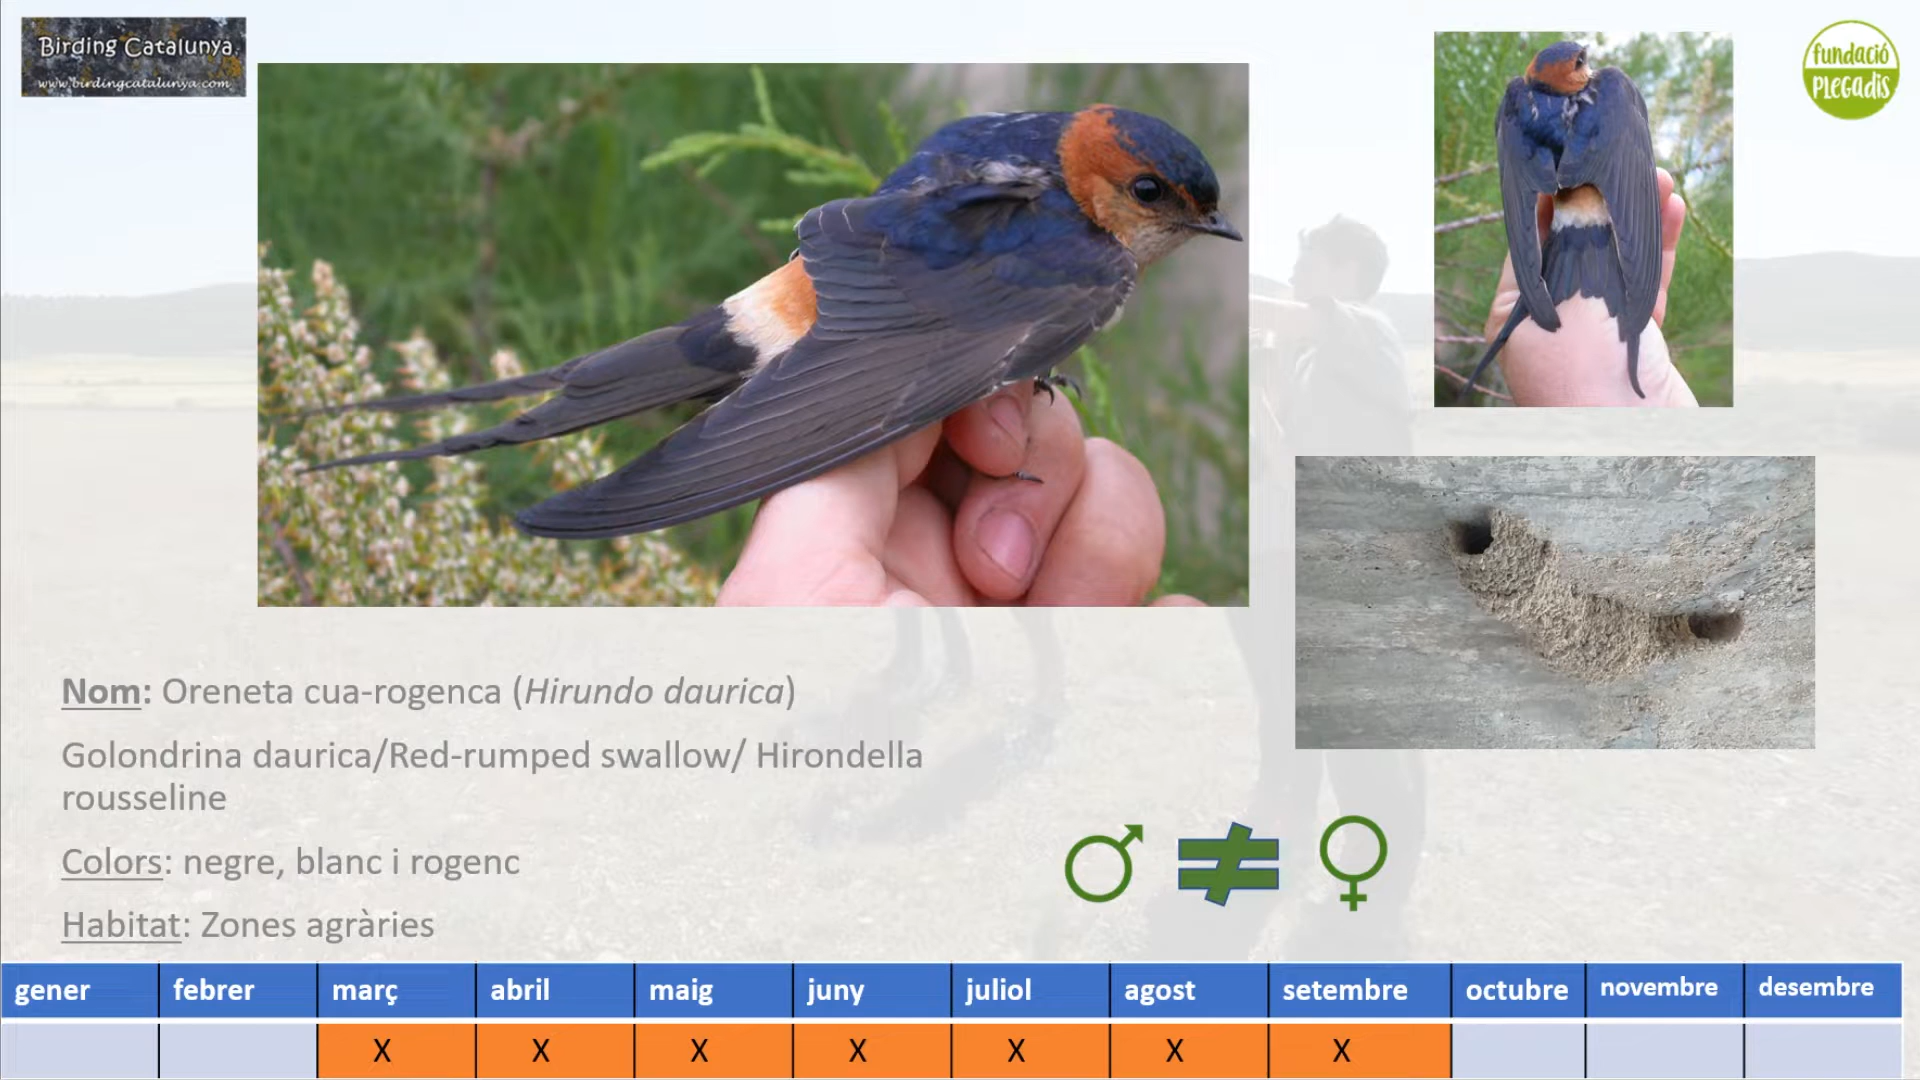 Birding Catalunya
www.birdingcatalunya.com
fundació
PLEGADIS
Nom: Oreneta cua-rogenca (Hirundo daurica)
Golondrina daurica/Red-rumped swallow/ Hirondella
rousseline
Colors: negre, blanc i rogenc
Habitat: Zones agràries
gener febrer març abril maig juny juliol agost setembre octubre novembre desembre
X X X X X X X